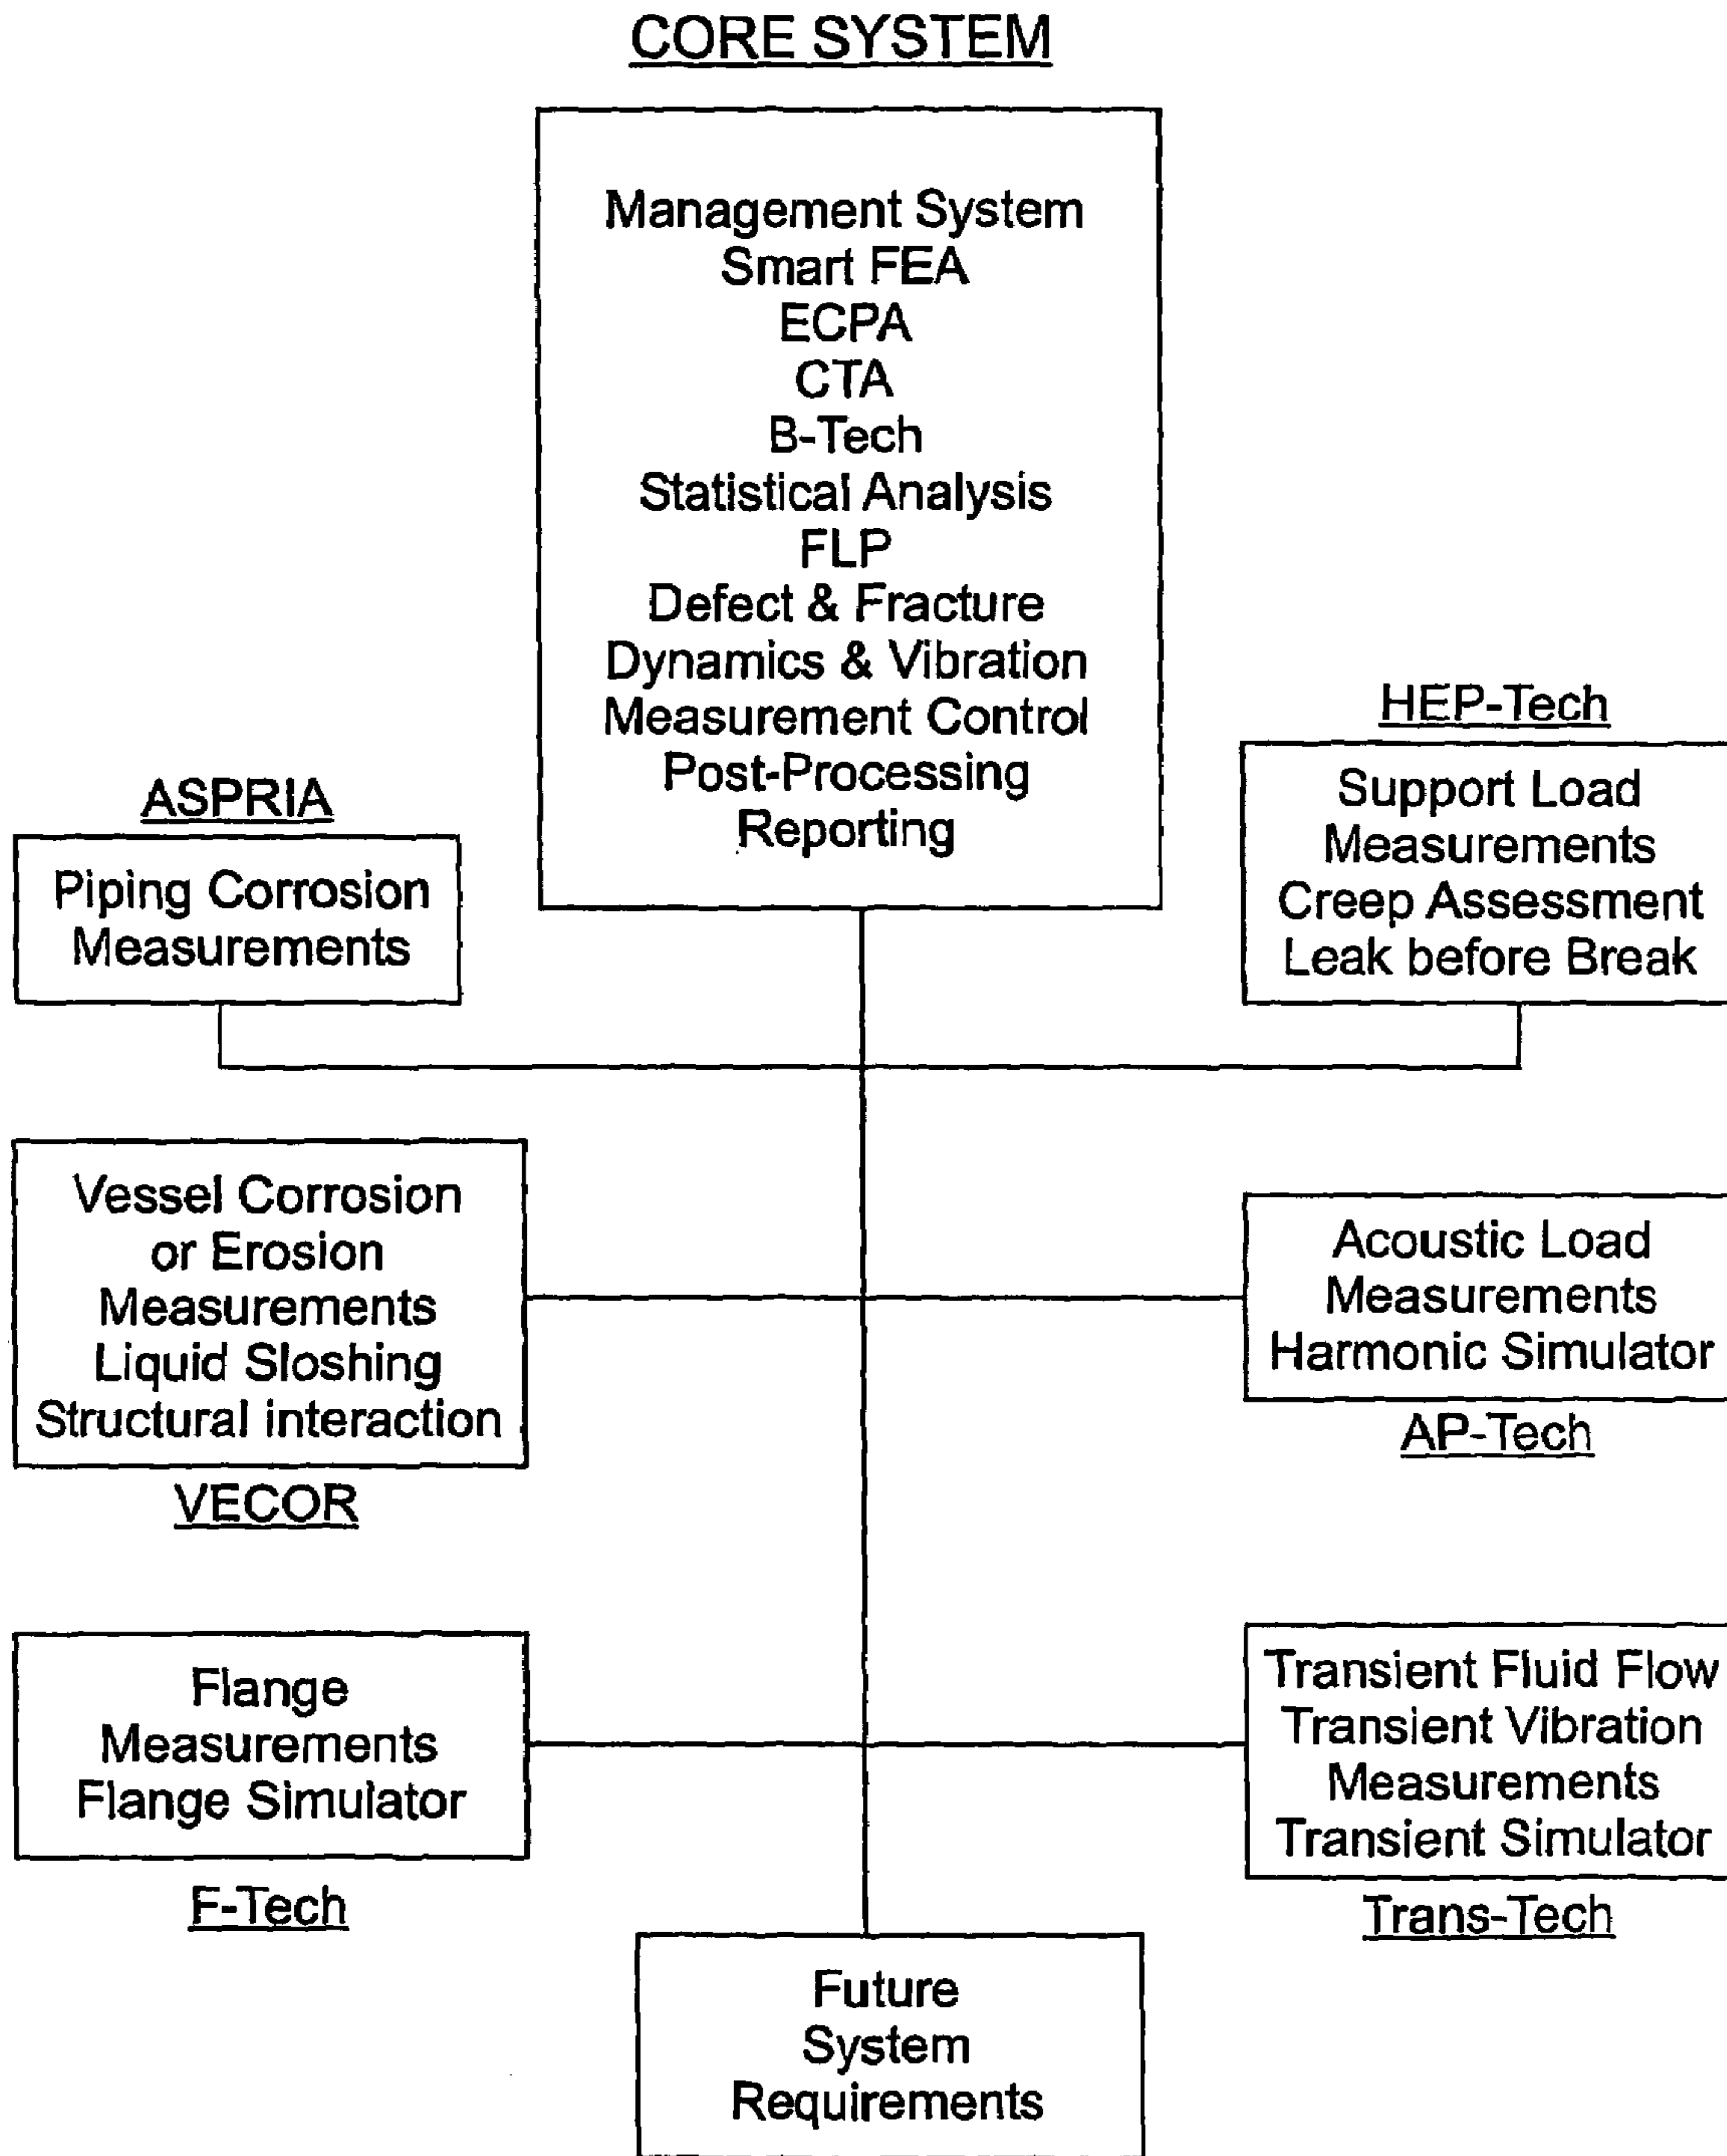 CORE SYSTEM
Management System
Smart FEA
ECPA
CTA
B-Tech
Statistical Analysis
FLP
Defect & Fracture
Dynamics & Vibration
Measurement Control
Post-Processing
Reporting
ASPRIA
Piping Corrosion
Measurements
HEP-Tech
Support Load
Measurements
Creep Assessment
Leak before Break
Vessel Corrosion
or Erosion
Measurements
Liquid Sloshing
Structural interaction
VECOR
Acoustic Load
Measurements
Harmonic Simulator
AP-Tech
Flange
Measurements
Flange Simulator
F-Tech
Transient Fluid Flow
Transient Vibration
Measurements
Transient Simulator
Trans-Tech
Future
System
Requirements